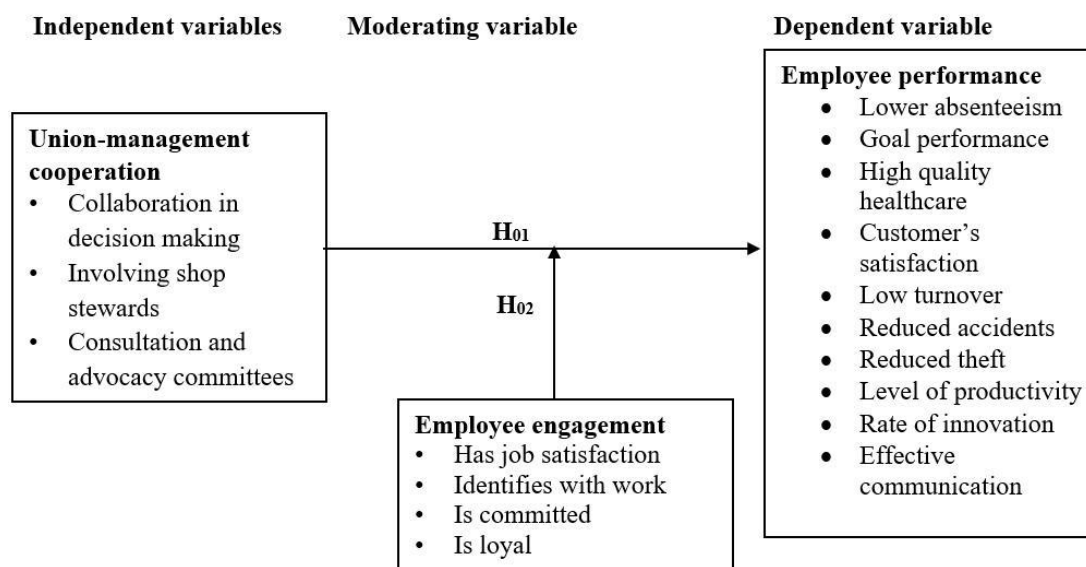 Independent variables
Moderating variable
Dependent variable
Union-management
cooperation
• Collaboration in
decision making
• Involving shop
stewards
• Consultation and
advocacy committees
H01
H02
Employee engagement
• Has job satisfaction
• Identifies with work
• Is committed
• Is loyal
Employee performance
● Lower absenteeism
● Goal performance
● High quality
healthcare
● Customer’s
satisfaction
● Low turnover
● Reduced accidents
● Reduced theft
● Level of productivity
● Rate of innovation
● Effective
communication